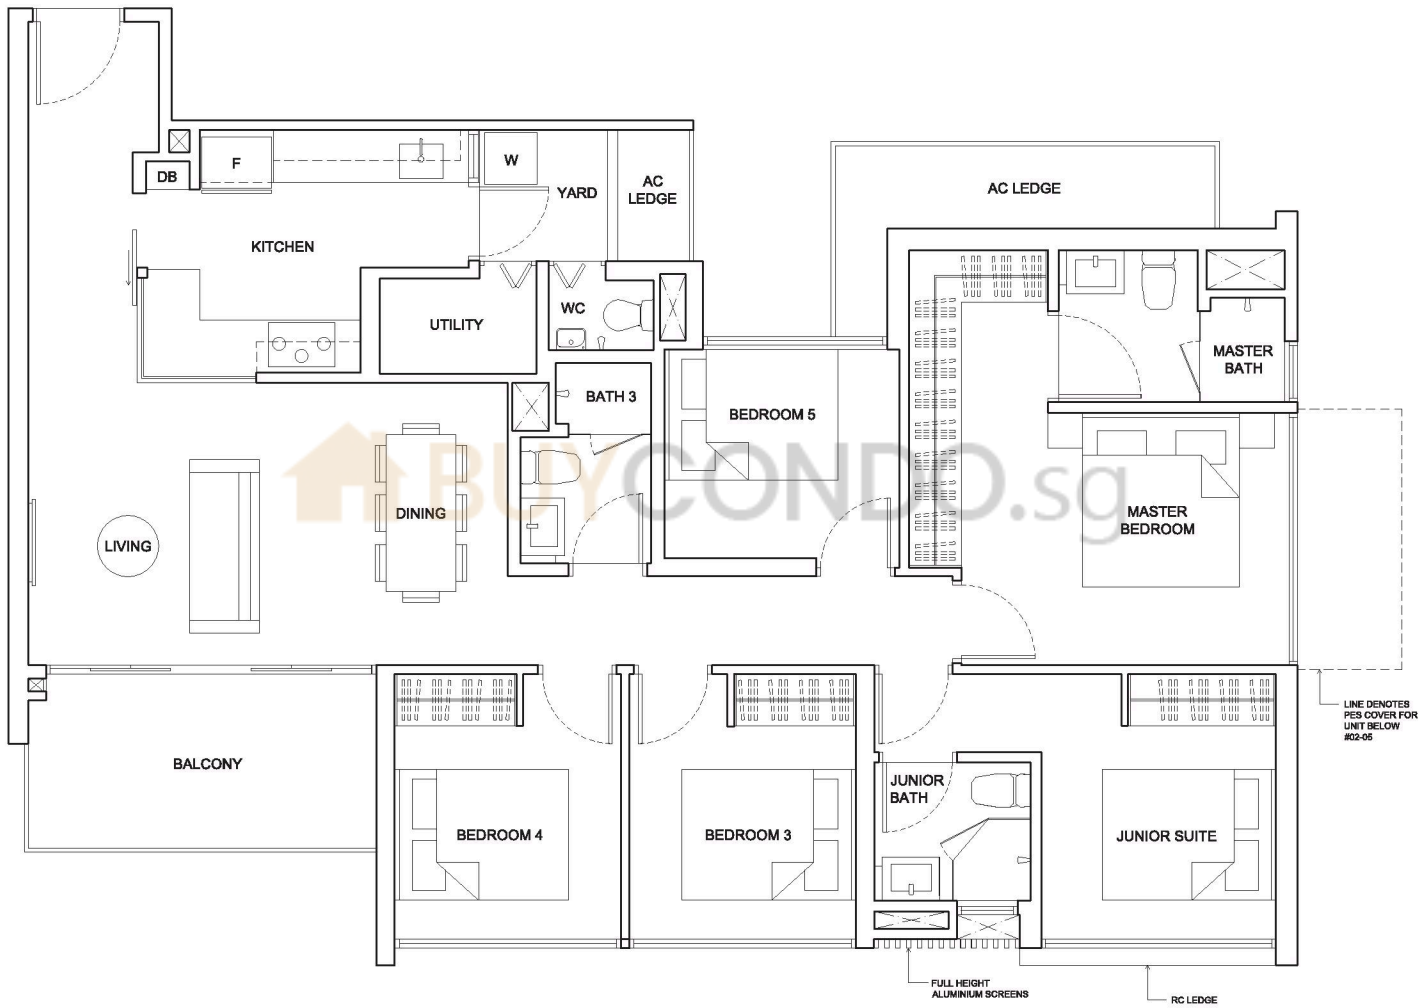 DB
F
W
YARD
AC
LEDGE
AC LEDGE
KITCHEN
UTILITY
WC
MASTER
BATH
BATH 3
BEDROOM 5
BUYCONDO.sg
DINING
LIVING
MASTER
BEDROOM
LINE DENOTES
PES COVER FOR
UNIT BELOW
#02-05
BALCONY
JUNIOR
BATH
BEDROOM 4
BEDROOM 3
JUNIOR SUITE
FULL HEIGHT
ALUMINIUM SCREENS
RC LEDGE